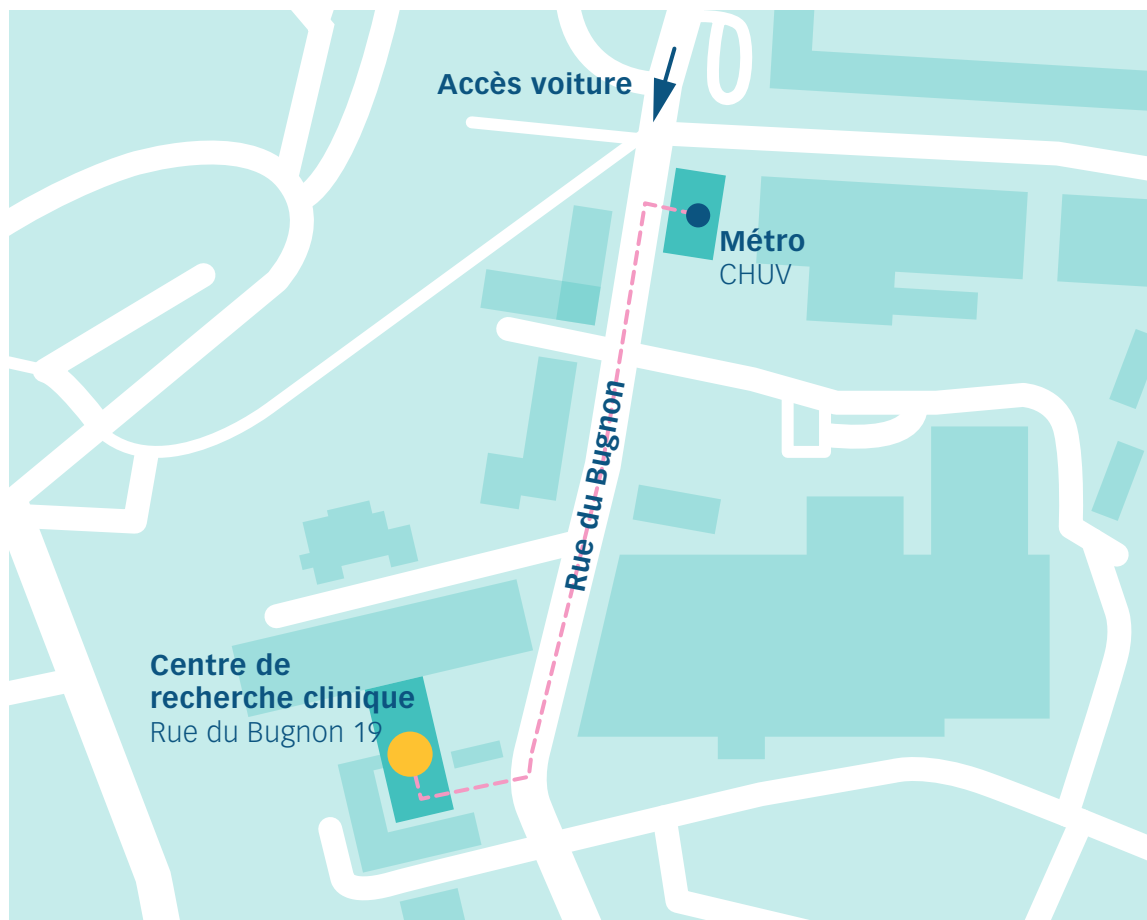 Accès voiture
Métro
CHUV
Rue du Bugnon
Centre de
recherche clinique
Rue du Bugnon 19